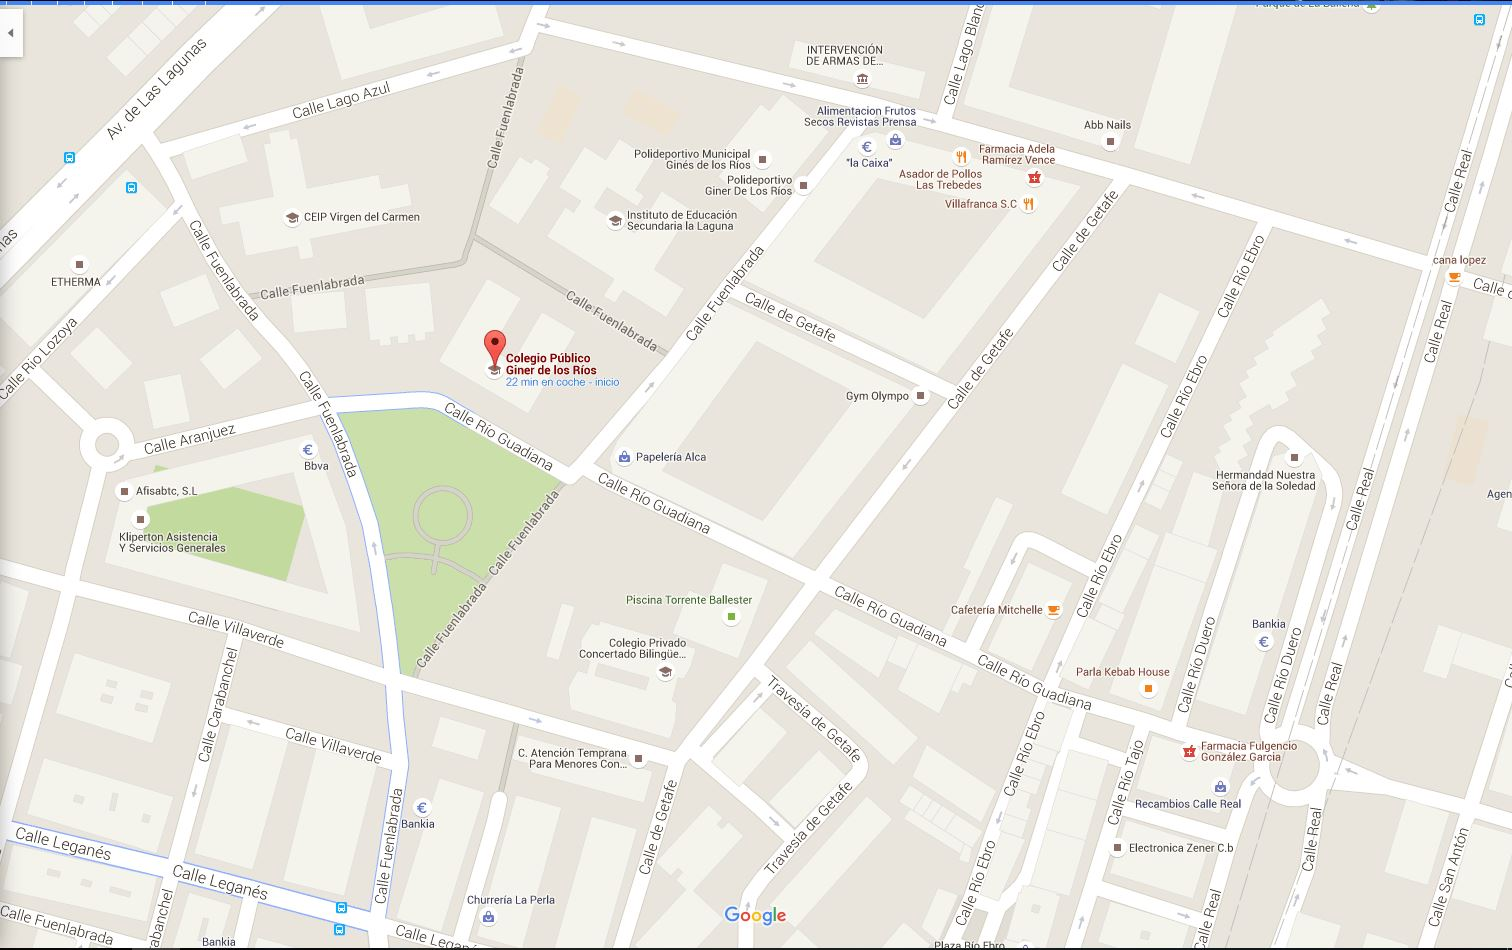 Parque de La Ballena
INTERVENCIÓN
DE ARMAS DE...
Calle Lago Blanco
Av. de Las Lagunas
Calle Lago Azul
Calle Fuenlabrada
Alimentacion Frutos
Secos Revistas Prensa
Abb Nails
"la Caixa"
Farmacia Adela
Ramírez Vence
Asador de Pollos
Las Trebedes
Villafranca S.C
Polideportivo Municipal
Ginés de los Ríos
Polideportivo
Giner De Los Ríos
Calle Real
CEIP Virgen del Carmen
Instituto de Educación
Secundaria la Laguna
Calle de Getafe
Calle Río Ebro
ETHERMA
Calle Fuenlabrada
Calle Fuenlabrada
Calle Fuenlabrada
Calle Fuenlabrada
cana lopez
Calle de Getafe
Calle Real
Calle Rio Lozoya
Colegio Público
Giner de los Ríos
22 min en coche - inicio
Calle de Getafe
Calle Río Ebro
Gym Olympo
Calle Fuenlabrada
Calle Río Guadiana
Calle Aranjuez
Bbva
Papelería Alca
Calle Río Guadiana
Hermandad Nuestra
Señora de la Soledad
Calle Real
Afisabtc, S.L
Kliperton Asistencia
Y Servicios Generales
Calle Fuenlabrada
Calle Fuenlabrada
Calle Río Ebro
Piscina Torrente Ballester
Calle Río Guadiana
Cafetería Mitchelle
Calle Villaverde
Colegio Privado
Concertado Bilingüe...
Bankia
Calle Río Duero
Calle Río Duero
Calle Real
Calle Río Guadiana
Parla Kebab House
Calle Carabanchel
Travesía de Getafe
Calle Villaverde
C. Atención Temprana
Para Menores Con...
Calle Río Ebro
Calle Río Tajo
Farmacia Fulgencio
González Garcia
Recambios Calle Real
Calle de Getafe
Travesía de Getafe
Bankia
Calle Fuenlabrada
Calle Leganés
Calle Leganés
Electronica Zener C.b
Calle Real
Calle San Antón
Calle Río Ebro
Churrería La Perla
Google
Calle Real
Calle Fuenlabrada
Carabanchel
Bankia
Calle Legan
Plaza Río Ebro